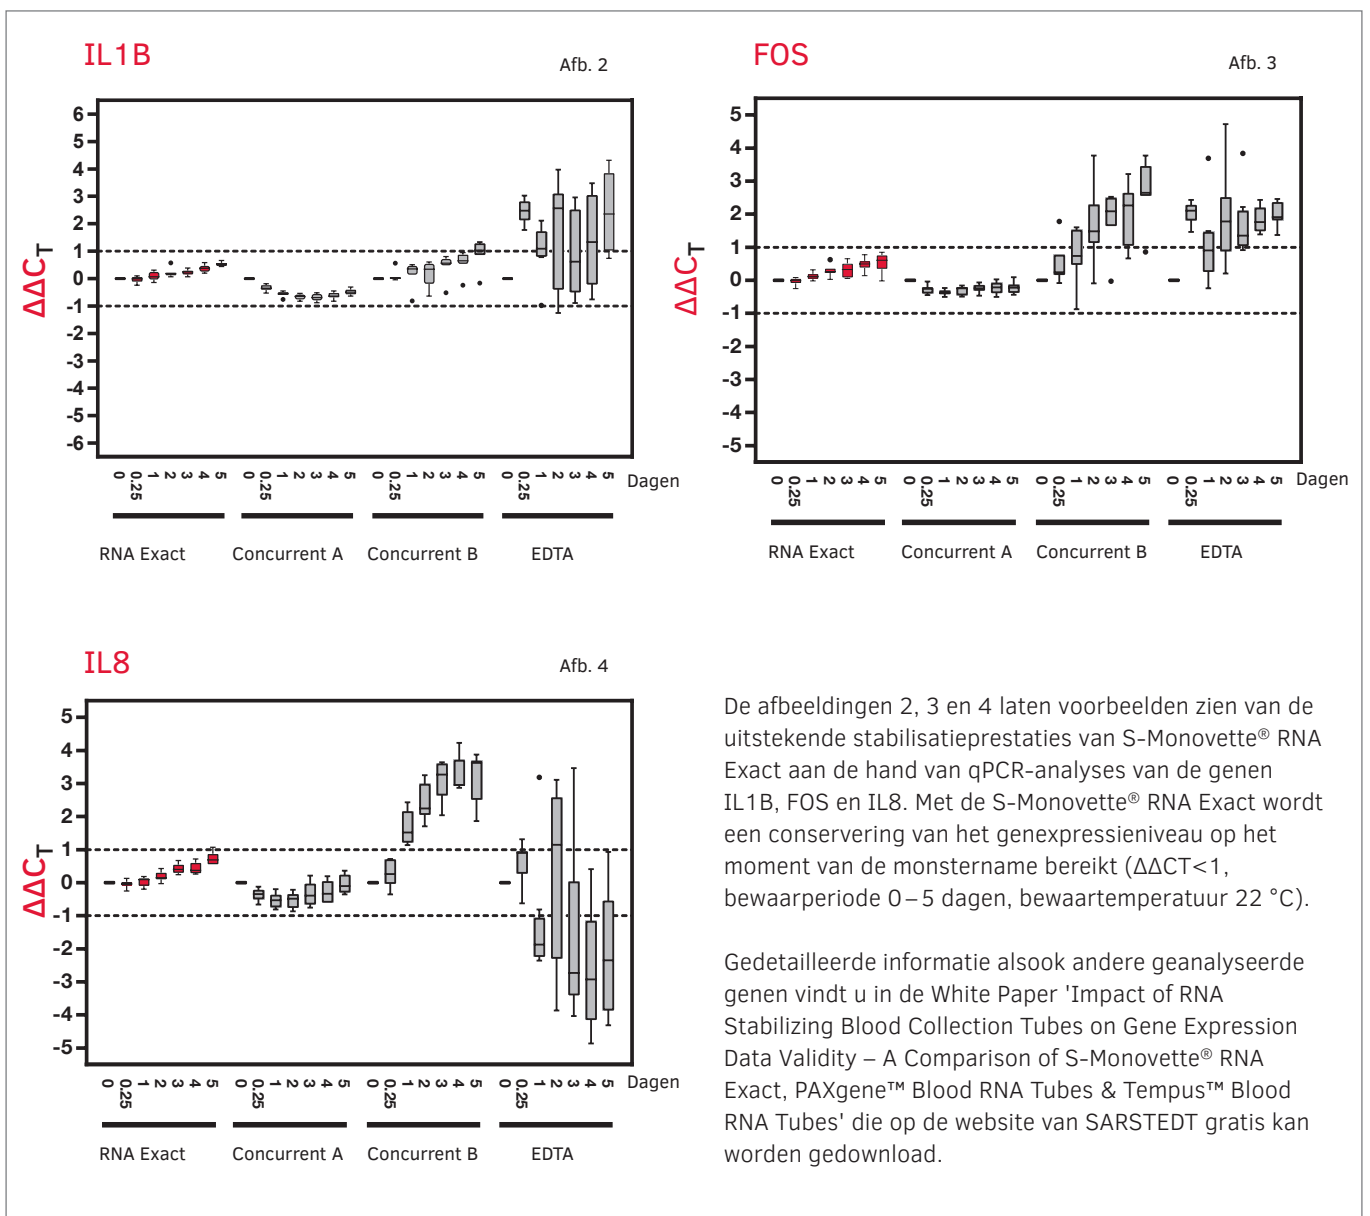 IL1B
Afb. 2
6
5
4
3
2
1
0
-1
-2
-3
-4
-5
-6
ΔΔCT
0 0.25 1 2 3 4 5 0 0.25 1 2 3 4 5 0 0.25 1 2 3 4 5 0 0.25 1 2 3 4 5 Dagen
RNA Exact Concurrent A Concurrent B EDTA
FOS
Afb. 3
5
4
3
2
1
0
-1
-2
-3
-4
-5
ΔΔCT
0 0.25 1 2 3 4 5 0 0.25 1 2 3 4 5 0 0.25 1 2 3 4 5 0 0.25 1 2 3 4 5 Dagen
RNA Exact Concurrent A Concurrent B EDTA
IL8
Afb. 4
5
4
3
2
1
0
-1
-2
-3
-4
-5
ΔΔCT
0 0.25 1 2 3 4 5 0 0.25 1 2 3 4 5 0 0.25 1 2 3 4 5 0 0.25 1 2 3 4 5 Dagen
RNA Exact Concurrent A Concurrent B EDTA
De afbeeldingen 2, 3 en 4 laten voorbeelden zien van de
uitstekende stabilisatieprestaties van S-Monovette® RNA
Exact aan de hand van qPCR-analyses van de genen
IL1B, FOS en IL8. Met de S-Monovette® RNA Exact wordt
een conservering van het genexpressieniveau op het
moment van de monstername bereikt (ΔΔCT<1,
bewaarperiode 0–5 dagen, bewaartemperatuur 22 °C).
Gedetailleerde informatie alsook andere geanalyseerde
genen vindt u in de White Paper 'Impact of RNA
Stabilizing Blood Collection Tubes on Gene Expression
Data Validity – A Comparison of S-Monovette® RNA
Exact, PAXgene™ Blood RNA Tubes & Tempus™ Blood
RNA Tubes' die op de website van SARSTEDT gratis kan
worden gedownload.